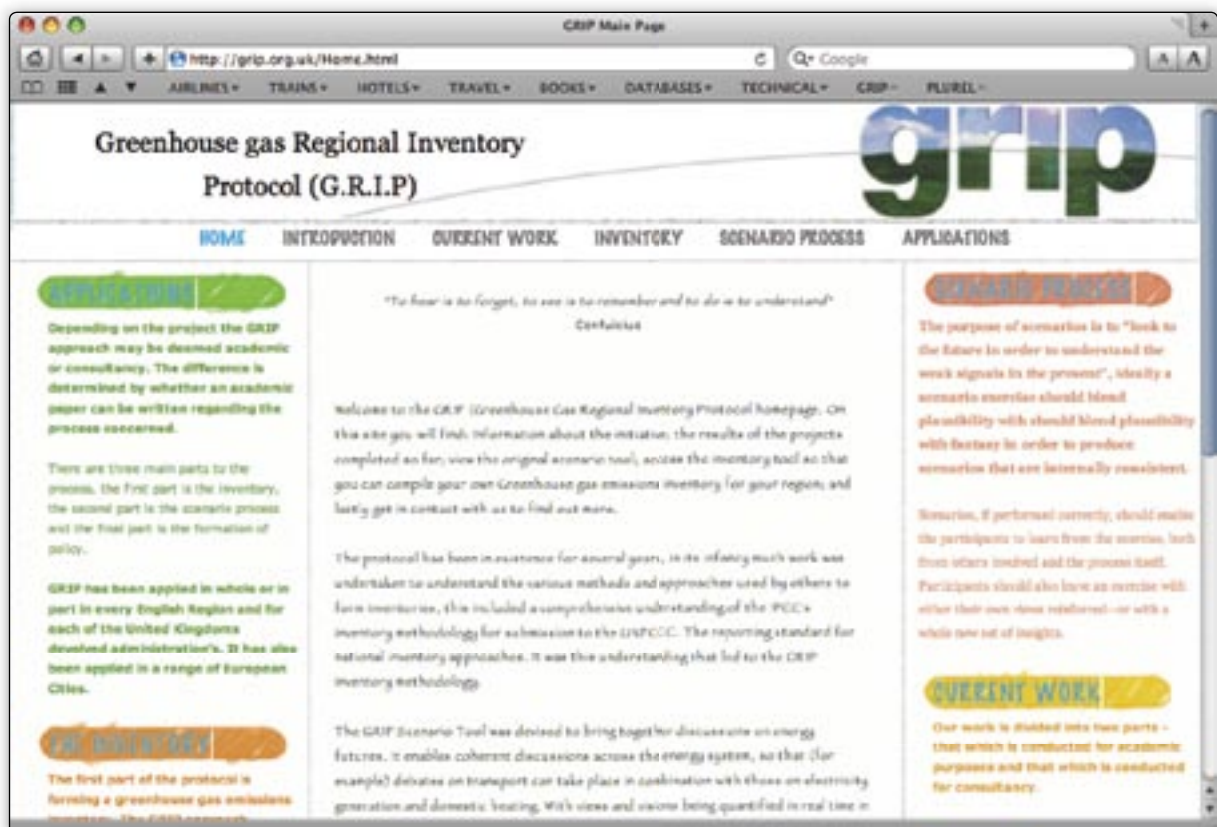 GRIP Main Page
http://grip.org.uk/Home.html
Google
A A
AIRLINES TRAINS HOTELS TRAVEL BOOKS DATABASES TECHNICAL GRIP PLUREL
Greenhouse gas Regional Inventory
Protocol (G.R.I.P)
grip
HOME INTRODUCTION CURRENT WORK INVENTORY SCENARIO PROCESS APPLICATIONS
APPLICATIONS
Depending on the project the GRIP
approach may be deemed academic
or consultancy. The difference is
determined by whether an academic
paper can be written regarding the
process concerned.
There are three main parts to the
process, the first part is the inventory,
the second part is the scenario process
and the final part is the formation of
policy.
GRIP has been applied in whole or in
part in every English Region and for
each of the United Kingdoms
devolved administration's. It has also
been applied in a range of European
Cities.
THE INVENTORY
The first part of the protocol is
forming a greenhouse gas emissions
inventory. The GRIP approach
"To hear is to forget, to see is to remember and to do is to understand"
Confuicius
Welcome to the GRIP (Greenhouse Gas Regional Inventory Protocol homepage. On
this site you will find: Information about the initiative; the results of the projects
completed so far; view the original scenario tool; access the inventory tool so that
you can compile your own Greenhouse gas emissions inventory for your region; and
lastly get in contact with us to find out more.
The protocol has been in existence for several years, in its infancy much work was
undertaken to understand the various methods and approaches used by others to
form inventories, this included a comprehensive understanding of the IPCC's
inventory methodology for submission to the UNFCCC. The reporting standard for
national inventory approaches. It was this understanding that led to the GRIP
inventory methodology.
The GRIP Scenario Tool was devised to bring together discussions on energy
futures. It enables coherent discussions across the energy system, so that (for
example) debates on transport can take place in combination with those on electricity
generation and domestic heating. With views and visions being quantified in real time in
SCENARIO PROCESS
The purpose of scenarios is to "look to
the future in order to understand the
weak signals in the present", ideally a
scenario exercise should blend
plausibility with should blend plausibility
with fantasy in order to produce
scenarios that are internally consistent.
Scenarios, if performed correctly, should enable
the participants to learn from the exercise, both
from others involved and the process itself.
Participants should also leave an exercise with
either their own views reinforced—or with a
whole new set of insights.
CURRENT WORK
Our work is divided into two parts –
that which is conducted for academic
purposes and that which is conducted
for consultancy.